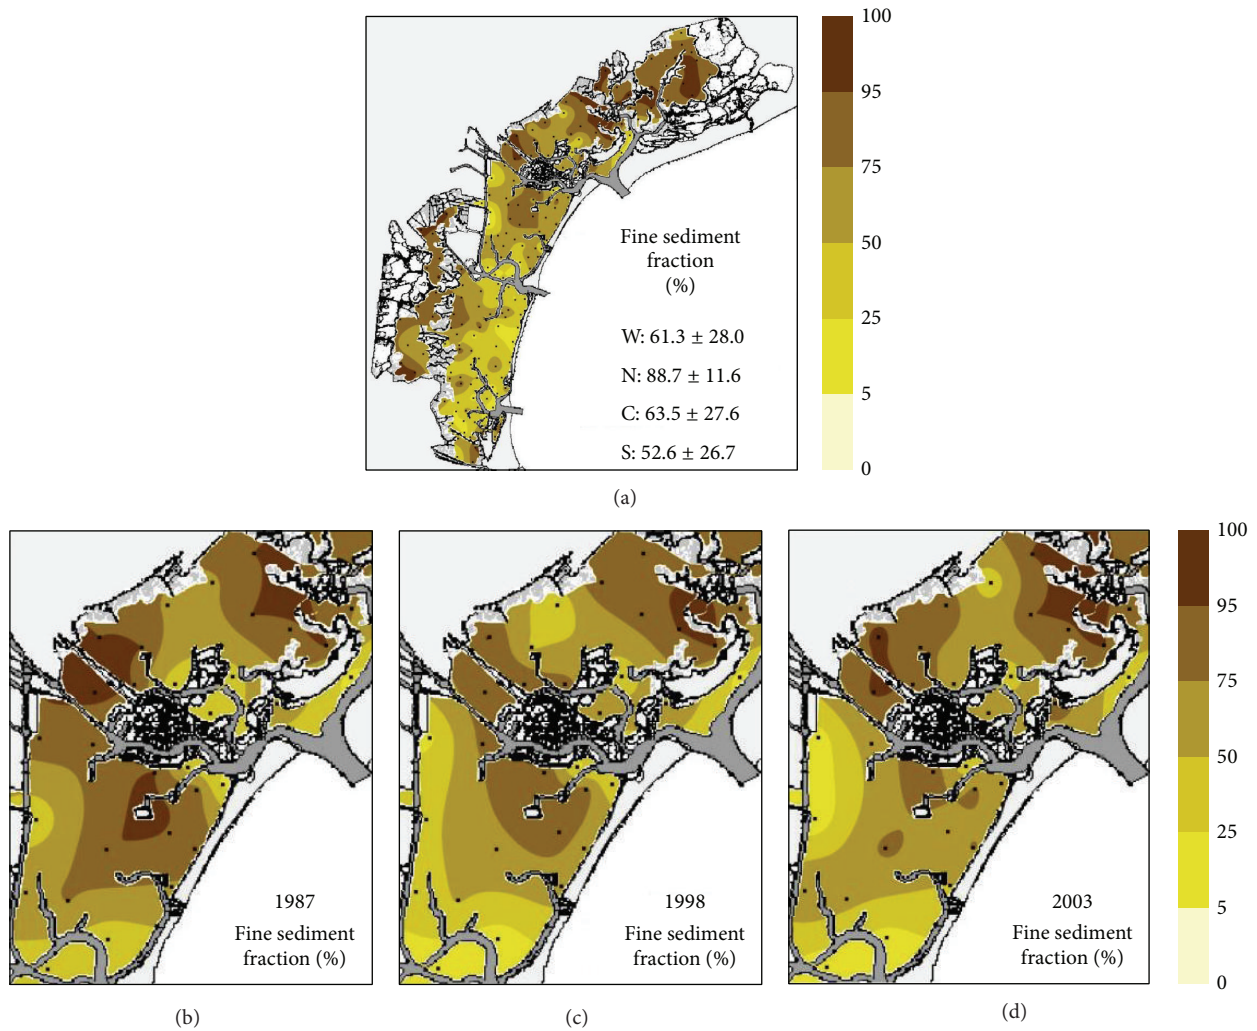 100
95
75
50
25
5
0
Fine sediment
fraction
(%)
W: 61.3 ± 28.0
N: 88.7 ± 11.6
C: 63.5 ± 27.6
S: 52.6 ± 26.7
(a)
1987
Fine sediment
fraction (%)
(b)
1998
Fine sediment
fraction (%)
(c)
2003
Fine sediment
fraction (%)
(d)
100
95
75
50
25
5
0